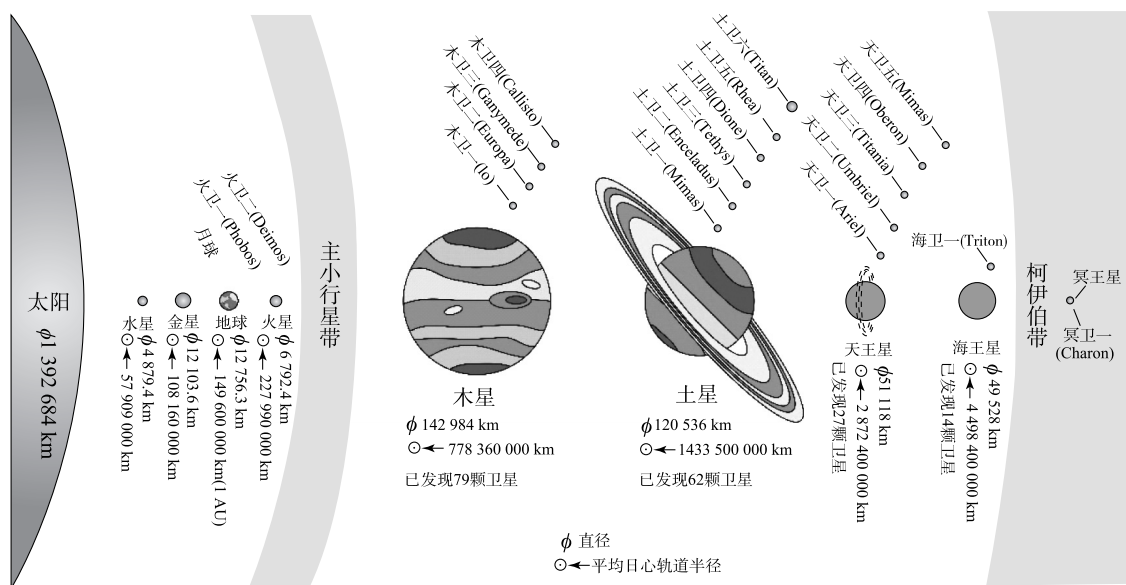 太阳
ϕ1 392 684 km
水星
ϕ 4 879.4 km
⊙← 57 909 000 km
金星
ϕ 12 103.6 km
⊙← 108 160 000 km
月球
地球
ϕ 12 756.3 km
⊙← 149 600 000 km(1 AU)
火卫一(Phobos)
火卫二(Deimos)
火星
ϕ 6 792.4 km
⊙← 227 990 000 km
主小行星带
木卫一(Io)
木卫二(Europa)
木卫三(Ganymede)
木卫四(Callisto)
木星
ϕ 142 984 km
⊙← 778 360 000 km
已发现79颗卫星
土卫一(Mimas)
土卫二(Enceladus)
土卫三(Tethys)
土卫四(Dione)
土卫五(Rhea)
土卫六(Titan)
土星
ϕ 120 536 km
⊙← 1433 500 000 km
已发现62颗卫星
天卫一(Ariel)
天卫二(Umbriel)
天卫三(Titania)
天卫四(Oberon)
天卫五(Mimas)
天王星
ϕ51 118 km
⊙← 2 872 400 000 km
已发现27颗卫星
海卫一(Triton)
海王星
ϕ 49 528 km
⊙← 4 498 400 000 km
已发现14颗卫星
柯伊伯带
冥王星
冥卫一
(Charon)
ϕ 直径
⊙←平均日心轨道半径